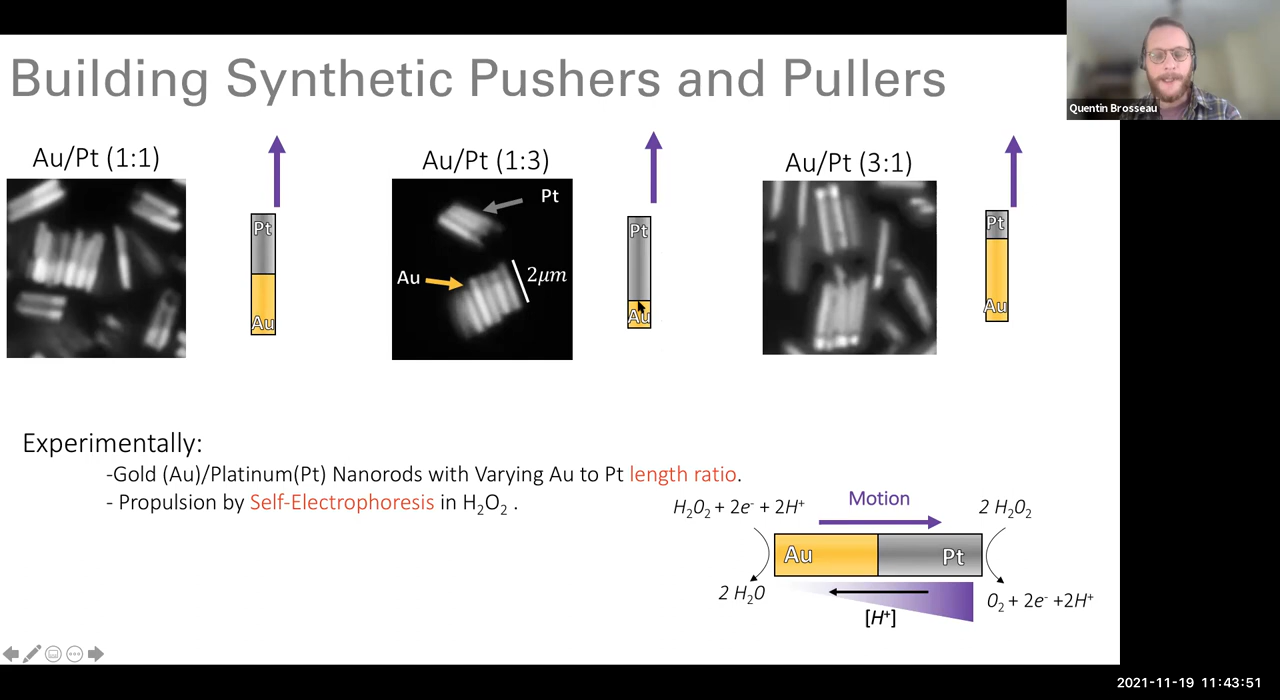 Building Synthetic Pushers and Pullers
Quentin Brosseau
Au/Pt (1:1)
Pt
Au
Au/Pt (1:3)
Pt
Au
2μm
Pt
Au
Au/Pt (3:1)
Pt
Au
Experimentally:
-Gold (Au)/Platinum(Pt) Nanorods with Varying Au to Pt length ratio.
- Propulsion by Self-Electrophoresis in H₂O₂ .
H₂O₂ + 2e⁻ + 2H⁺
Motion
2 H₂O₂
Au
Pt
2 H₂O
[H⁺]
O₂ + 2e⁻ +2H⁺
2021-11-19 11:43:51